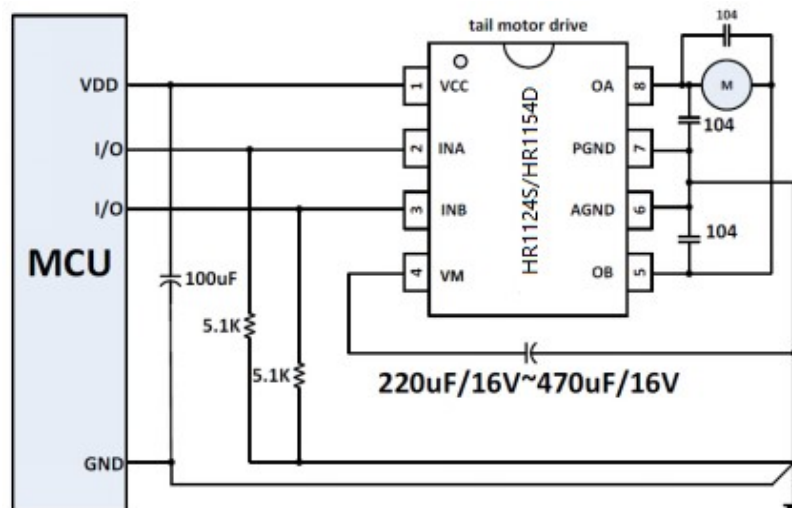 104
tail motor drive
VDD
1
VCC
OA
8
M
104
I/O
2
INA
PGND
7
I/O
3
INB
AGND
6
104
HR1124S/HR1154D
MCU
100uF
4
VM
OB
5
5.1K
5.1K
220uF/16V~470uF/16V
GND